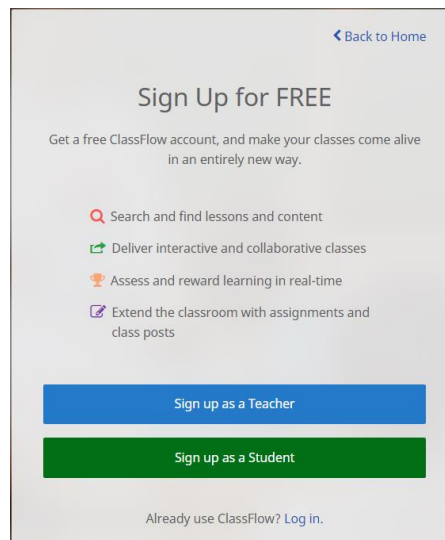 Back to Home
Sign Up for FREE
Get a free ClassFlow account, and make your classes come alive
in an entirely new way.
Search and find lessons and content
Deliver interactive and collaborative classes
Assess and reward learning in real-time
Extend the classroom with assignments and
class posts
Sign up as a Teacher
Sign up as a Student
Already use ClassFlow? Log in.